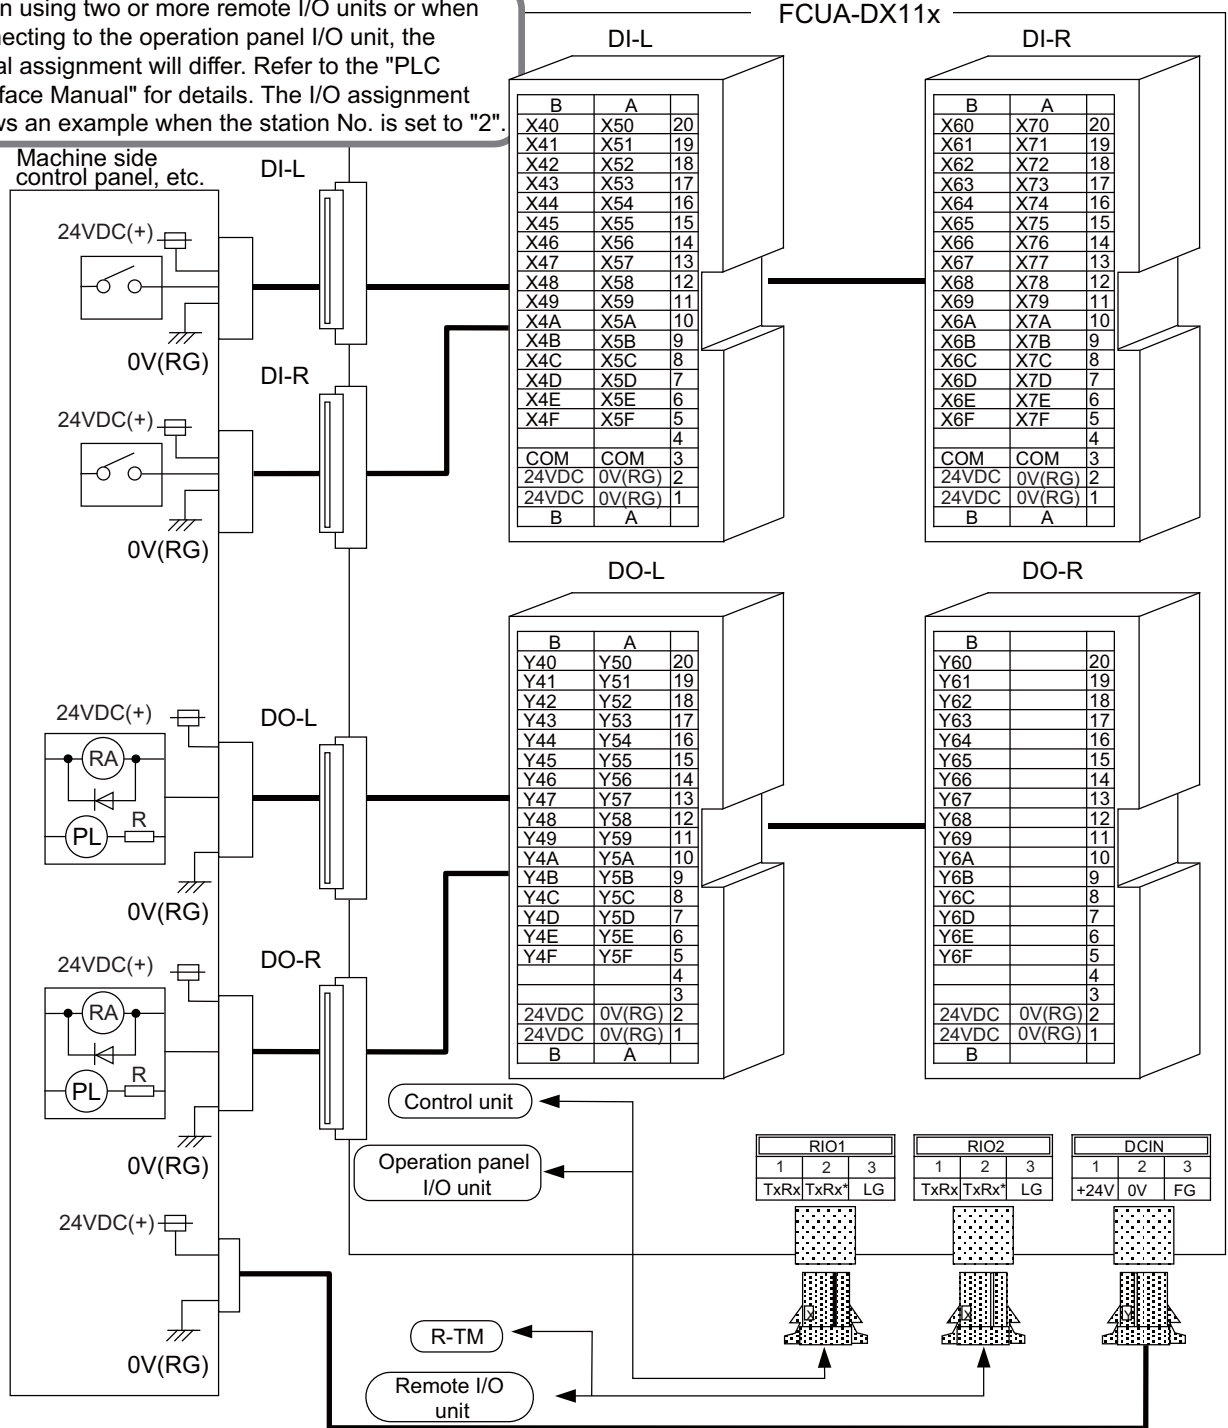 n using two or more remote I/O units or when
necting to the operation panel I/O unit, the
al assignment will differ. Refer to the "PLC
face Manual" for details. The I/O assignment
ws an example when the station No. is set to "2".
FCUA-DX11x
DI-L
DI-R
B A
X40 X50 20
X41 X51 19
X42 X52 18
X43 X53 17
X44 X54 16
X45 X55 15
X46 X56 14
X47 X57 13
X48 X58 12
X49 X59 11
X4A X5A 10
X4B X5B 9
X4C X5C 8
X4D X5D 7
X4E X5E 6
X4F X5F 5
4
COM COM 3
24VDC 0V(RG) 2
24VDC 0V(RG) 1
B A
B A
X60 X70 20
X61 X71 19
X62 X72 18
X63 X73 17
X64 X74 16
X65 X75 15
X66 X76 14
X67 X77 13
X68 X78 12
X69 X79 11
X6A X7A 10
X6B X7B 9
X6C X7C 8
X6D X7D 7
X6E X7E 6
X6F X7F 5
4
COM COM 3
24VDC 0V(RG) 2
24VDC 0V(RG) 1
B A
Machine side
control panel, etc.
DI-L
24VDC(+)
0V(RG)
DI-R
24VDC(+)
0V(RG)
DO-L
DO-R
B A
Y40 Y50 20
Y41 Y51 19
Y42 Y52 18
Y43 Y53 17
Y44 Y54 16
Y45 Y55 15
Y46 Y56 14
Y47 Y57 13
Y48 Y58 12
Y49 Y59 11
Y4A Y5A 10
Y4B Y5B 9
Y4C Y5C 8
Y4D Y5D 7
Y4E Y5E 6
Y4F Y5F 5
4
3
24VDC 0V(RG) 2
24VDC 0V(RG) 1
B A
B
Y60 20
Y61 19
Y62 18
Y63 17
Y64 16
Y65 15
Y66 14
Y67 13
Y68 12
Y69 11
Y6A 10
Y6B 9
Y6C 8
Y6D 7
Y6E 6
Y6F 5
4
3
24VDC 0V(RG) 2
24VDC 0V(RG) 1
B
24VDC(+)
DO-L
RA
PL R
0V(RG)
24VDC(+)
DO-R
RA
PL R
0V(RG)
24VDC(+)
0V(RG)
Control unit
Operation panel
I/O unit
RIO1
1 2 3
TxRx TxRx* LG
RIO2
1 2 3
TxRx TxRx* LG
DCIN
1 2 3
+24V 0V FG
X
X
R-TM
Remote I/O
unit